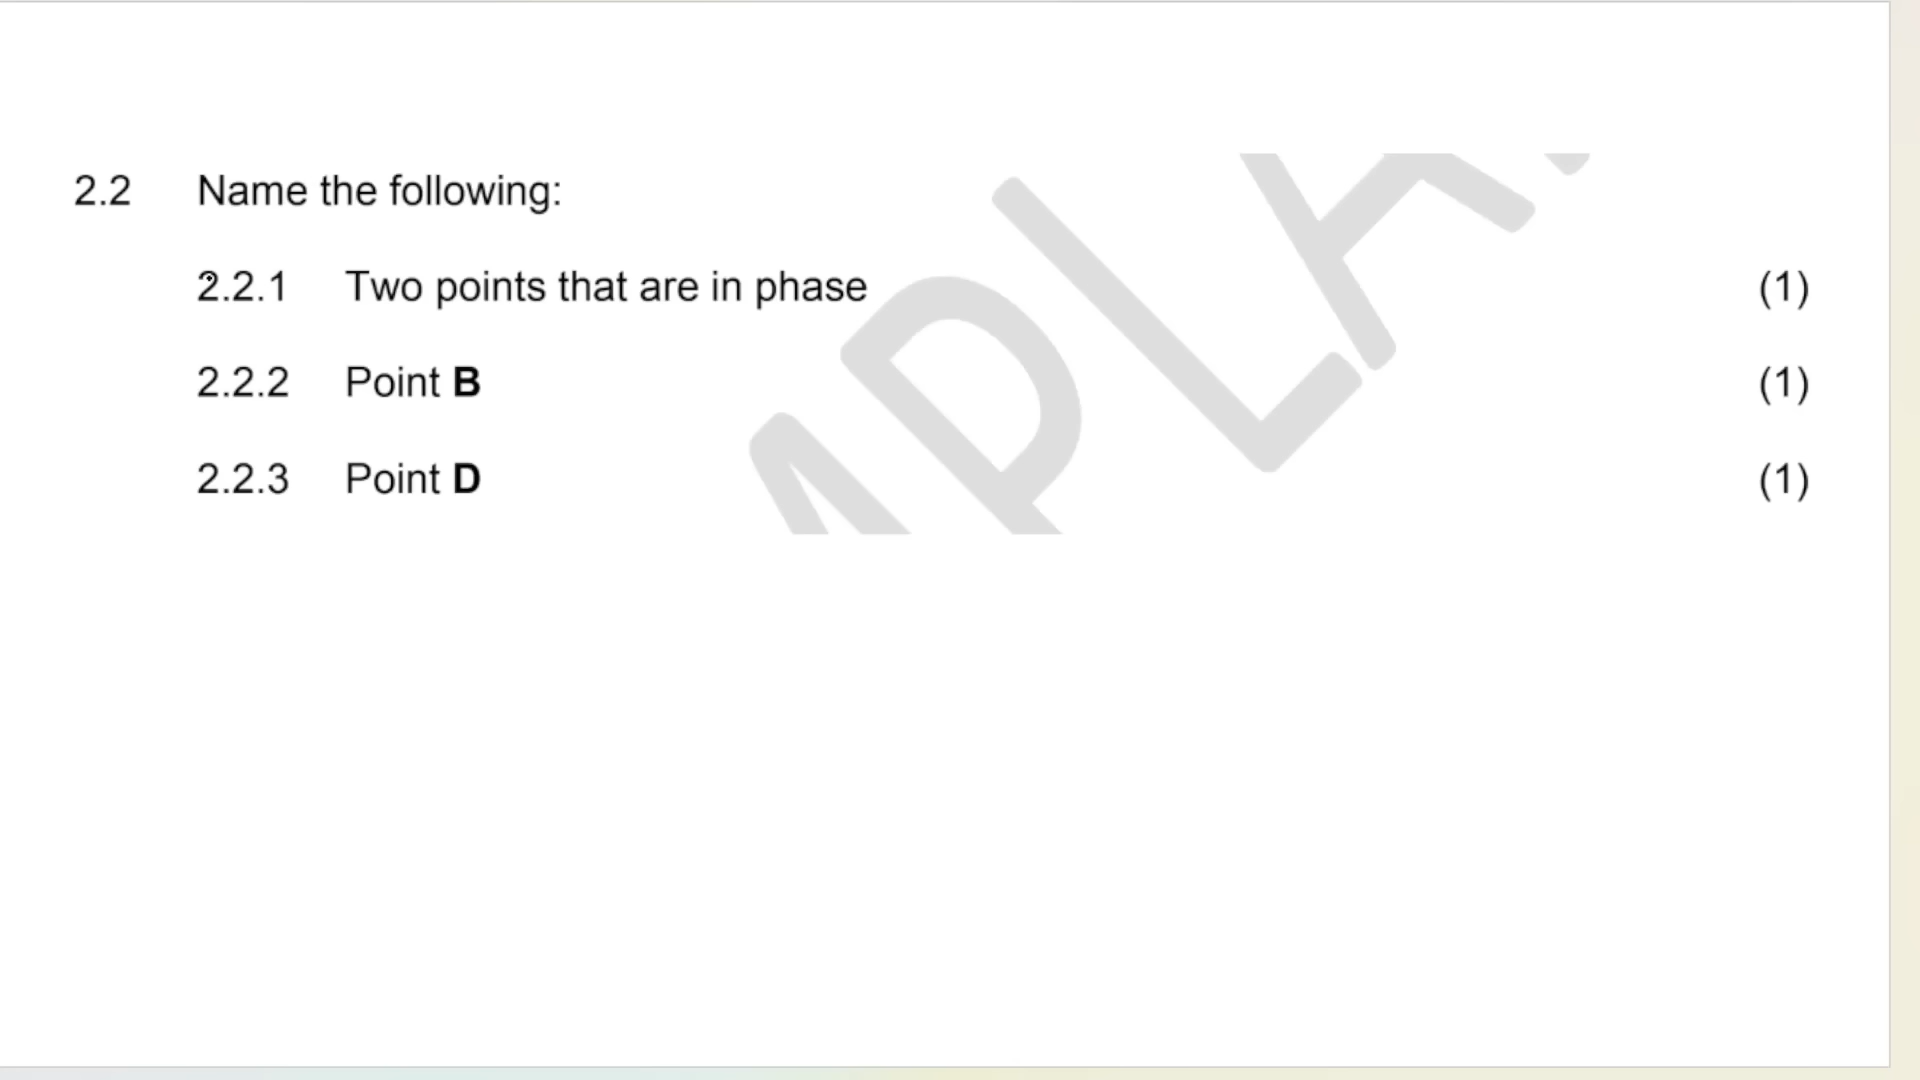 2.2 Name the following:
2.2.1 Two points that are in phase (1)
2.2.2 Point B (1)
2.2.3 Point D (1)